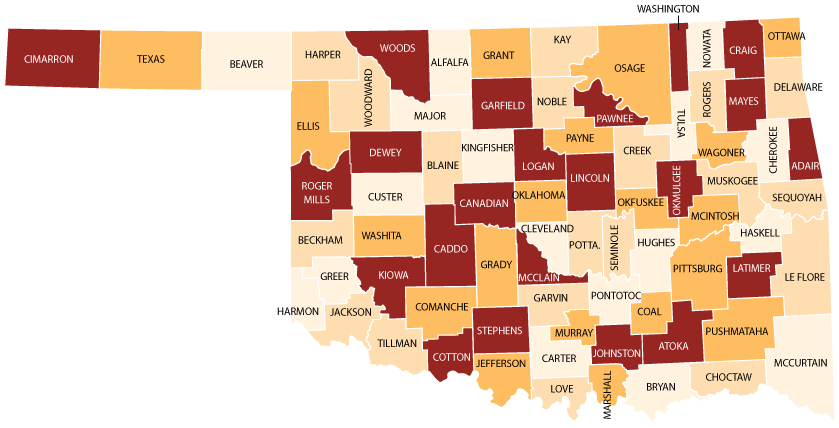 WASHINGTON
CIMARRON
TEXAS
BEAVER
HARPER
WOODS
ALFALFA
GRANT
KAY
OSAGE
NOWATA
CRAIG
OTTAWA
WOODWARD
ELLIS
MAJOR
GARFIELD
NOBLE
PAWNEE
TULSA
ROGERS
MAYES
DELAWARE
DEWEY
BLAINE
KINGFISHER
LOGAN
PAYNE
LINCOLN
CREEK
WAGONER
CHEROKEE
ADAIR
ROGER
MILLS
CUSTER
CANADIAN
OKLAHOMA
OKFUSKEE
OKMULGEE
MUSKOGEE
SEQUOYAH
MCINTOSH
BECKHAM
WASHITA
CADDO
GRADY
CLEVELAND
POTTA.
SEMINOLE
HUGHES
HASKELL
PITTSBURG
LATIMER
LE FLORE
GREER
KIOWA
MCCLAIN
HARMON
JACKSON
COMANCHE
GARVIN
PONTOTOC
COAL
PUSHMATAHA
TILLMAN
COTTON
STEPHENS
MURRAY
JOHNSTON
ATOKA
MCCURTAIN
JEFFERSON
CARTER
LOVE
MARSHALL
BRYAN
CHOCTAW